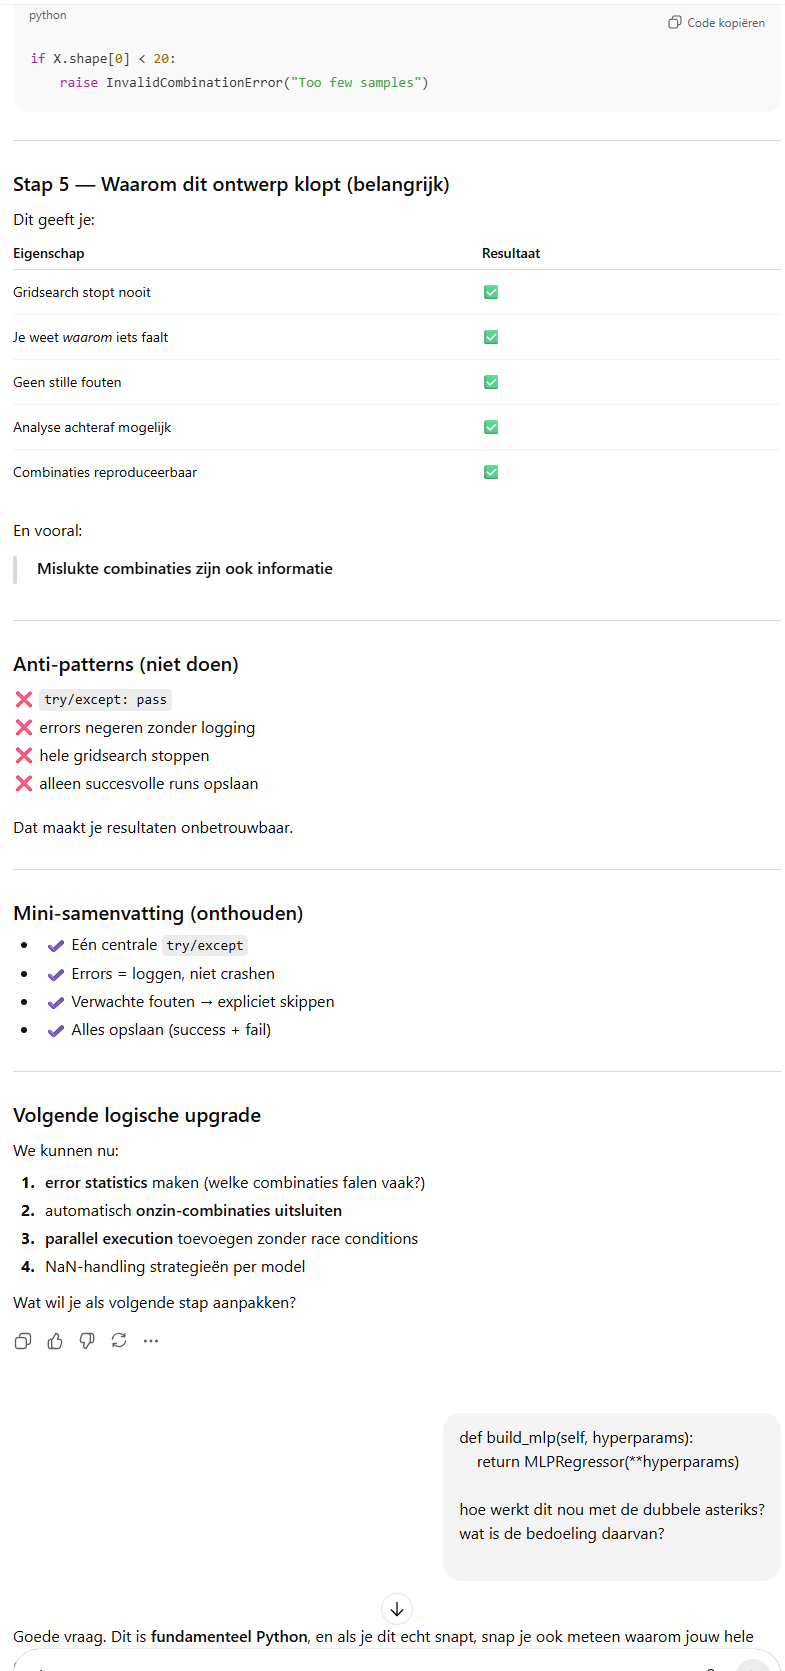 python
Code kopiëren
if X.shape[0] < 20:
    raise InvalidCombinationError("Too few samples")
Stap 5 — Waarom dit ontwerp klopt (belangrijk)
Dit geeft je:
Eigenschap Resultaat
Gridsearch stopt nooit ✅
Je weet waarom iets faalt ✅
Geen stille fouten ✅
Analyse achteraf mogelijk ✅
Combinaties reproduceerbaar ✅
En vooral:
Mislukte combinaties zijn ook informatie
Anti-patterns (niet doen)
❌ try/except: pass
❌ errors negeren zonder logging
❌ hele gridsearch stoppen
❌ alleen succesvolle runs opslaan
Dat maakt je resultaten onbetrouwbaar.
Mini-samenvatting (onthouden)
• ✔ Eén centrale try/except
• ✔ Errors = loggen, niet crashen
• ✔ Verwachte fouten → expliciet skippen
• ✔ Alles opslaan (success + fail)
Volgende logische upgrade
We kunnen nu:
1. error statistics maken (welke combinaties falen vaak?)
2. automatisch onzin-combinaties uitsluiten
3. parallel execution toevoegen zonder race conditions
4. NaN-handling strategieën per model
Wat wil je als volgende stap aanpakken?
def build_mlp(self, hyperparams):
    return MLPRegressor(**hyperparams)
hoe werkt dit nou met de dubbele asteriks?
wat is de bedoeling daarvan?
Goede vraag. Dit is fundamenteel Python, en als je dit echt snapt, snap je ook meteen waarom jouw hele